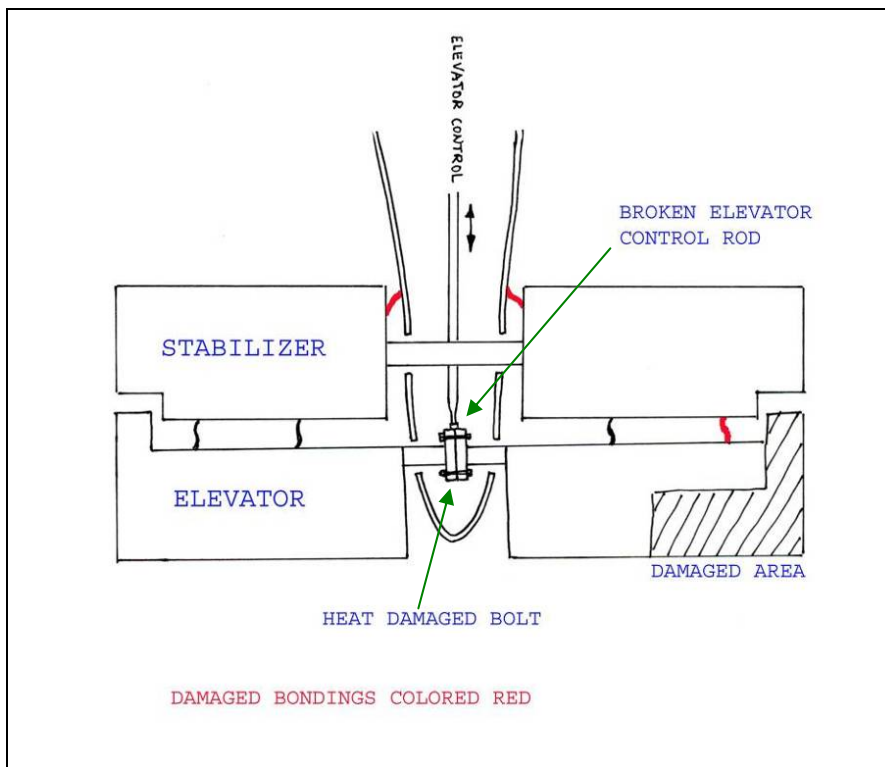 ELEVATOR CONTROL
BROKEN ELEVATOR
CONTROL ROD
STABILIZER
ELEVATOR
DAMAGED AREA
HEAT DAMAGED BOLT
DAMAGED BONDINGS COLORED RED